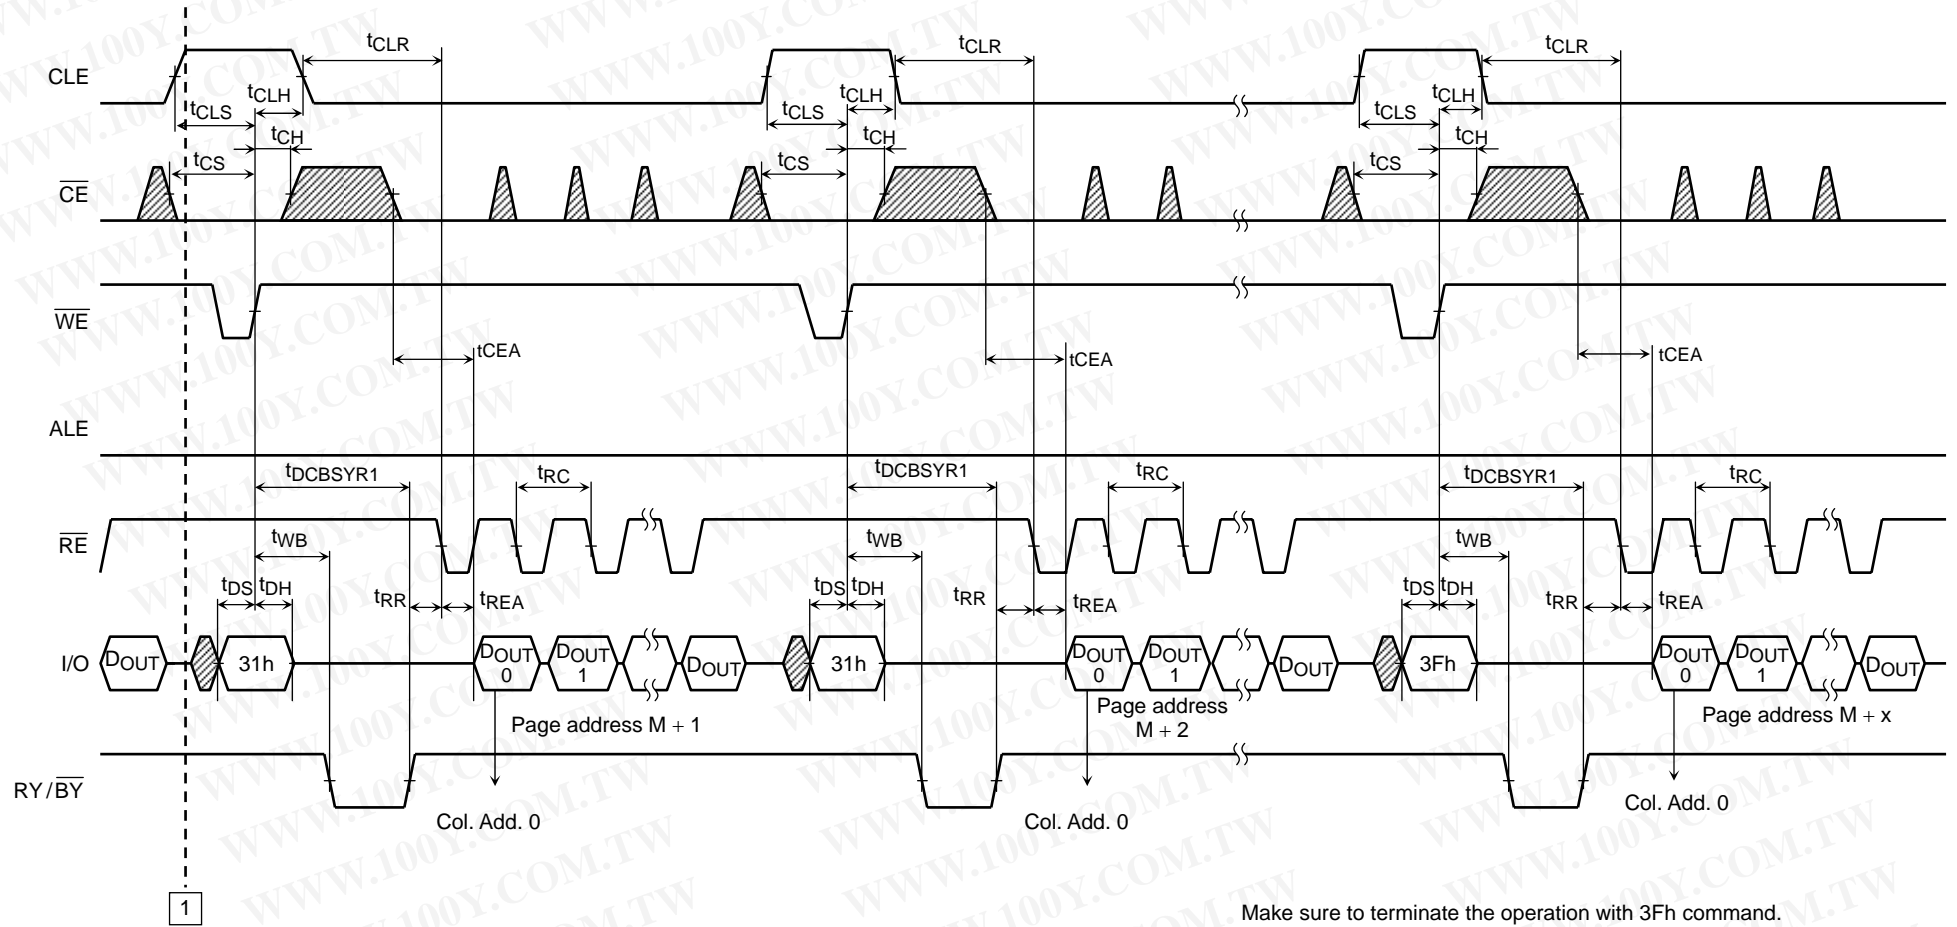 tCLR tCLR tCLR
CLE
tCLH tCLH tCLH
tCLS tCLS tCLS
tCH tCH tCH
tCS tCS tCS
CE
WE
tCEA tCEA tCEA
ALE
tDCBSYR1 tRC tDCBSYR1 tRC tDCBSYR1 tRC
RE
tWB tWB tWB
tDS tDH tRR tREA tDS tDH tRR tREA tDS tDH tRR tREA
I/O DOUT 31h DOUT 0 DOUT 1 DOUT 31h DOUT 0 DOUT 1 DOUT 3Fh DOUT 0 DOUT 1 DOUT
Page address M + 1
Page address
M + 2
Page address M + x
RY/BY
Col. Add. 0 Col. Add. 0 Col. Add. 0
1
Make sure to terminate the operation with 3Fh command.
WWW.100Y.COM.TW